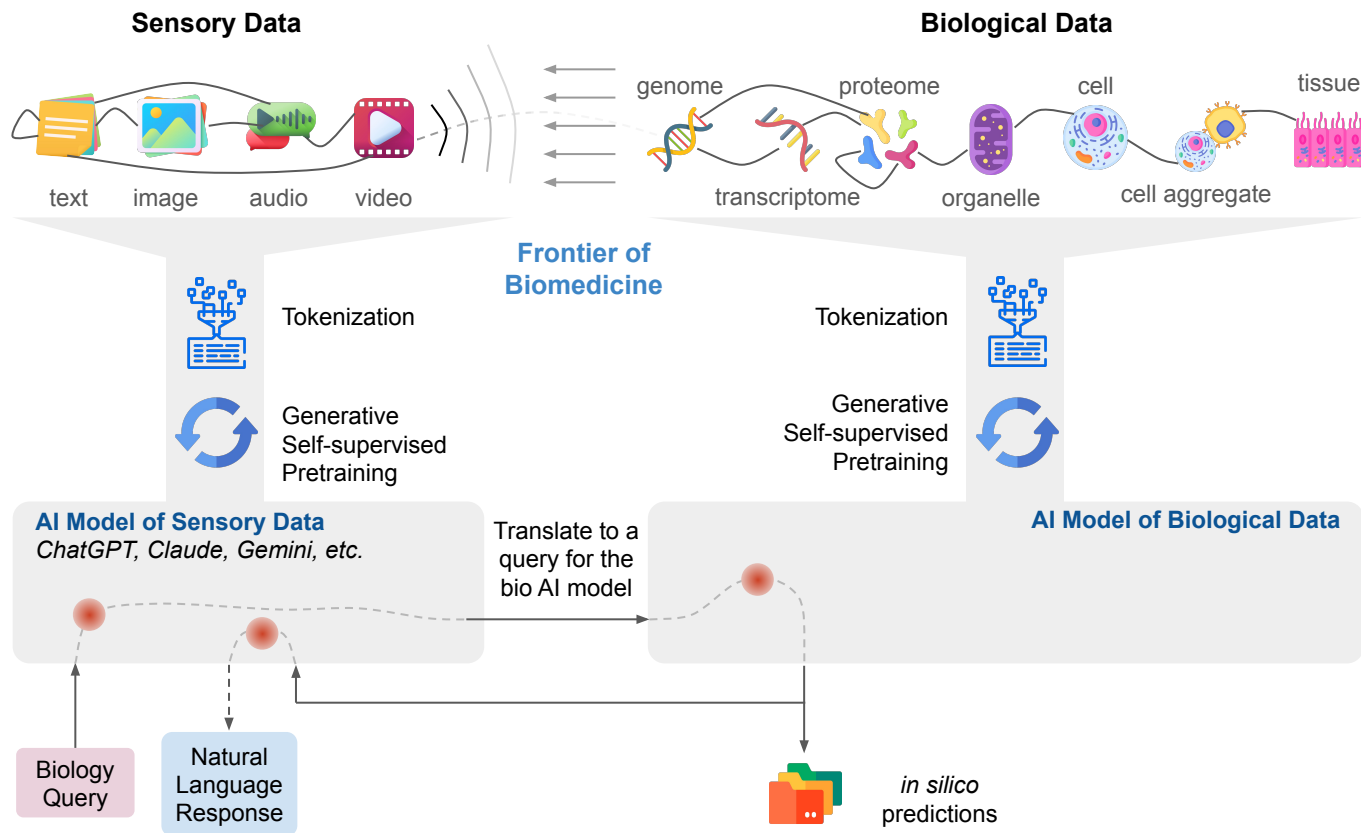 Sensory Data
Biological Data
text
image
audio
video
genome
transcriptome
proteome
organelle
cell
cell aggregate
tissue
Frontier of
Biomedicine
Tokenization
Generative
Self-supervised
Pretraining
Tokenization
Generative
Self-supervised
Pretraining
AI Model of Sensory Data
ChatGPT, Claude, Gemini, etc.
Translate to a
query for the
bio AI model
AI Model of Biological Data
Biology
Query
Natural
Language
Response
in silico
predictions